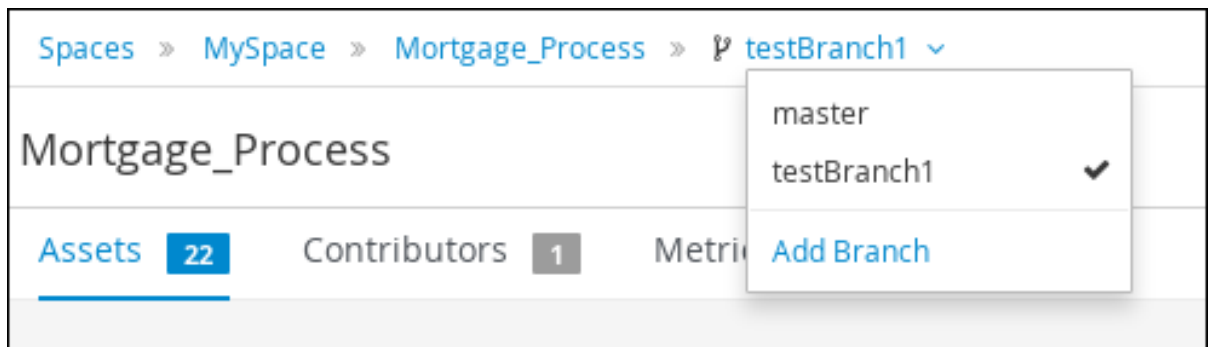 Spaces » MySpace » Mortgage_Process » testBranch1
master
Mortgage_Process
testBranch1
Assets 22 Contributors 1
Add Branch